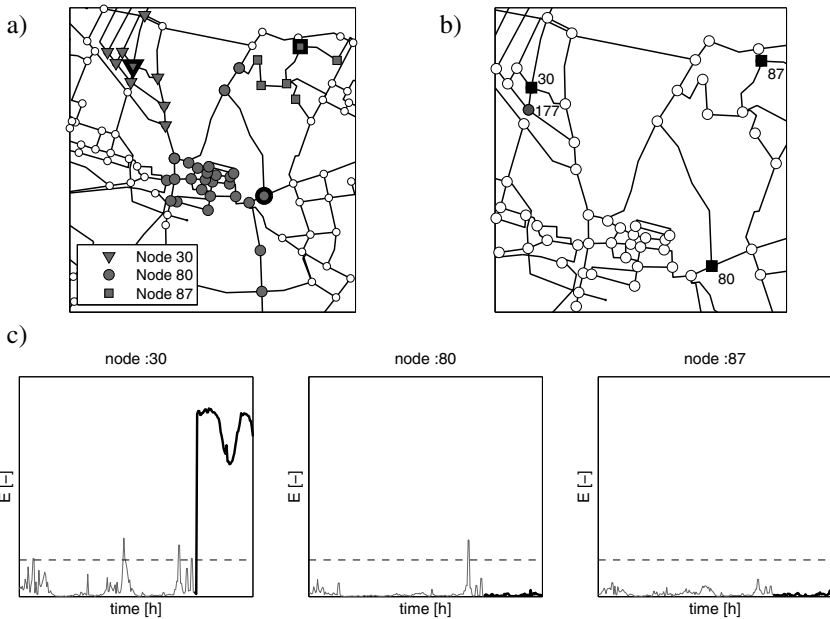 a)
b)
Node 30
Node 80
Node 87
30
177
87
80
c)
node :30
node :80
node :87
E [–]
E [–]
E [–]
time [h]
time [h]
time [h]